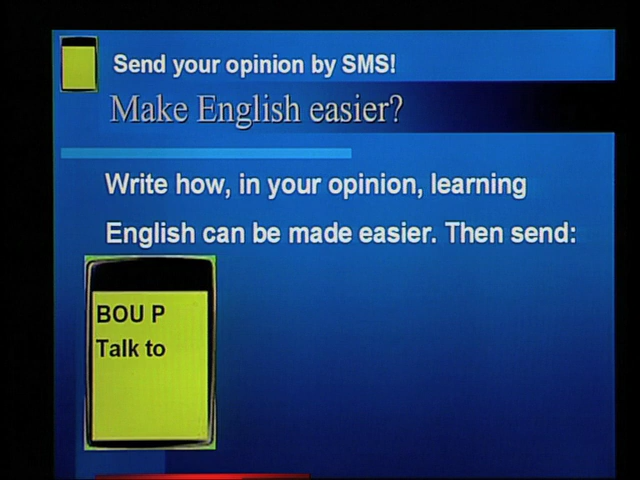 Send your opinion by SMS!
Make English easier?
Write how, in your opinion, learning
English can be made easier. Then send:
BOU P
Talk to